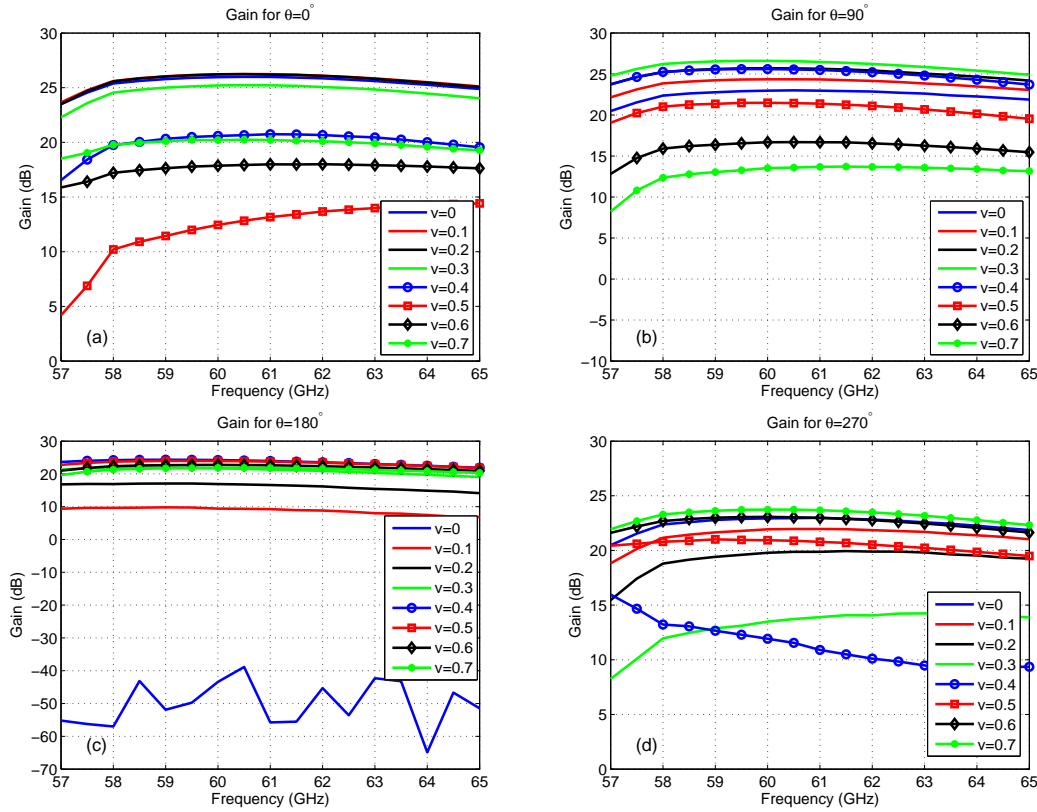 Gain for θ=0°
30
25
20
15
10
5
0
Gain (dB)
57 58 59 60 61 62 63 64 65
Frequency (GHz)
(a)
v=0
v=0.1
v=0.2
v=0.3
v=0.4
v=0.5
v=0.6
v=0.7
Gain for θ=90°
30
25
20
15
10
5
0
−5
−10
Gain (dB)
57 58 59 60 61 62 63 64 65
Frequency (GHz)
(b)
v=0
v=0.1
v=0.2
v=0.3
v=0.4
v=0.5
v=0.6
v=0.7
Gain for θ=180°
30
20
10
0
−10
−20
−30
−40
−50
−60
−70
Gain (dB)
57 58 59 60 61 62 63 64 65
Frequency (GHz)
(c)
v=0
v=0.1
v=0.2
v=0.3
v=0.4
v=0.5
v=0.6
v=0.7
Gain for θ=270°
30
25
20
15
10
5
0
Gain (dB)
57 58 59 60 61 62 63 64 65
Frequency (GHz)
(d)
v=0
v=0.1
v=0.2
v=0.3
v=0.4
v=0.5
v=0.6
v=0.7